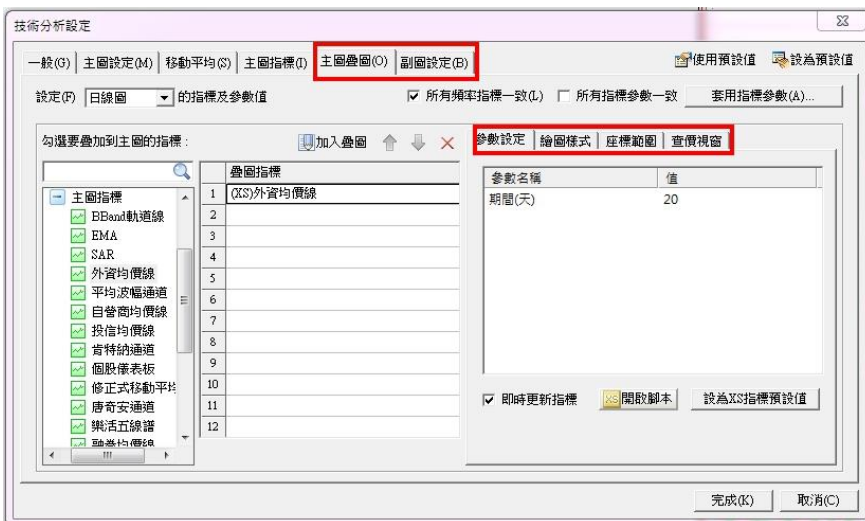 技術分析設定
一般(G) 主圖設定(M) 移動平均(S) 主圖指標(I) 主圖疊圖(O) 副圖設定(B) 使用預設值 設為預設值
設定(F) 日線圖 的指標及參數值 所有頻率指標一致(L) 所有指標參數一致 套用指標參數(A)...
勾選要疊加到主圖的指標: 加入疊圖 參數設定 繪圖樣式 座標範圍 查價視窗
疊圖指標 參數名稱 值
主圖指標 1 (XS)外資均價線 期間(天) 20
BBand軌道線 2
EMA 3
SAR 4
外資均價線 5
平均波幅通道 6
自營商均價線 7
投信均價線 8
肯特納通道 9
個股儀表板 10
修正式移動平均 11
唐奇安通道 12
樂活五線譜
融券均價線
即時更新指標 XS 開啟腳本 設為XS指標預設值
完成(K) 取消(C)